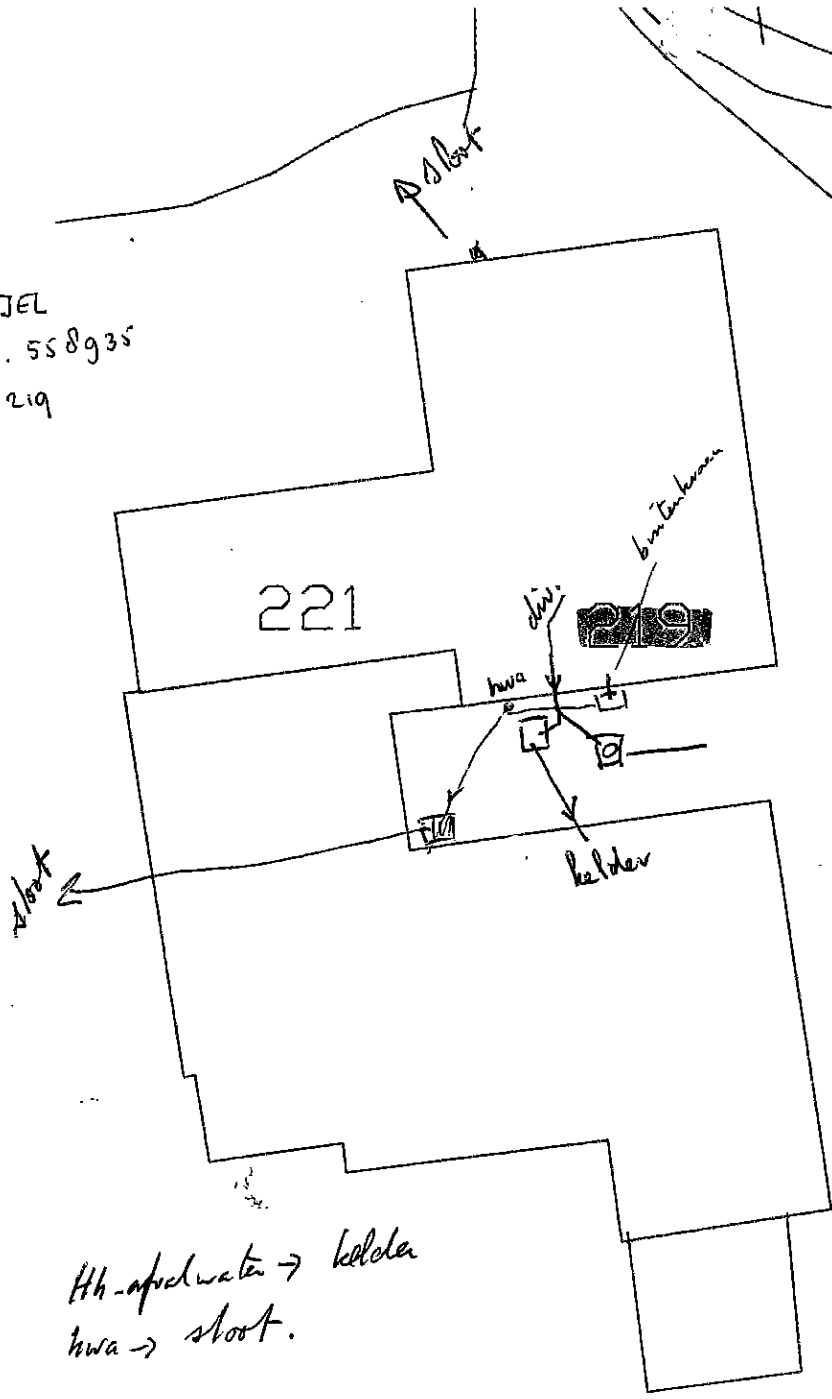 sloot
JEL
. 558935
219
buitenkraan
221
div.
219
hwa
kelder
sloot
Hh-afvalwater → kelder
hwa → sloot.